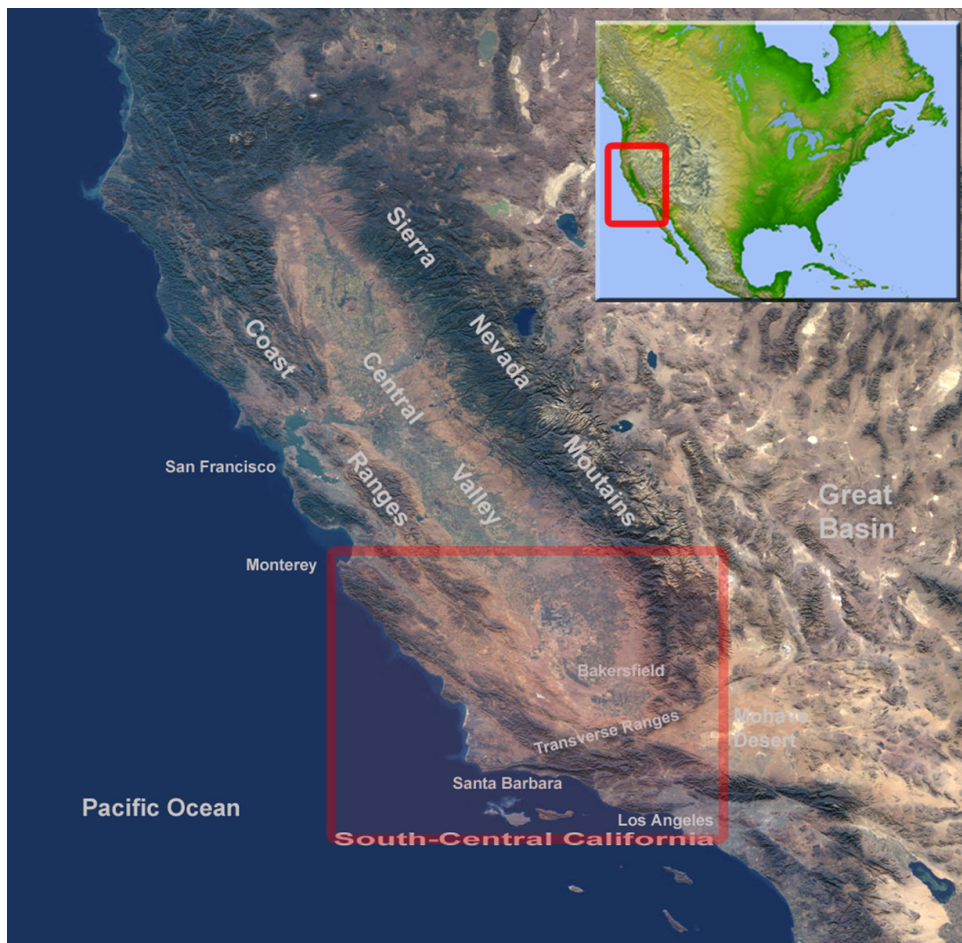 Sierra
Nevada
Moutains
Coast
Ranges
Central
Valley
San Francisco
Great
Basin
Monterey
Bakersfield
Mohave
Desert
Transverse Ranges
Santa Barbara
Pacific Ocean
Los Angeles
South-Central California